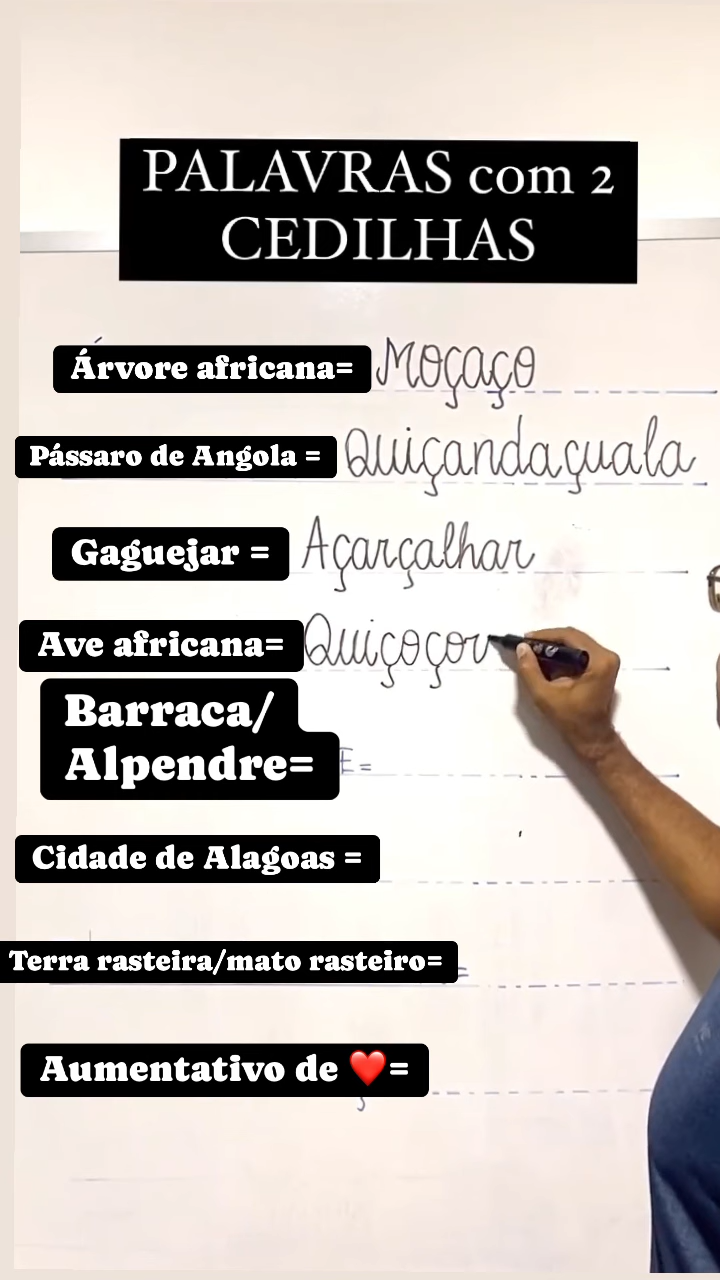 PALAVRAS com 2
CEDILHAS
Árvore africana= Moçaço
Pássaro de Angola = Quiçandaçuala
Gaguejar = Açarçalhar
Ave africana= Quiçoçor
Barraca/
Alpendre= E=
Cidade de Alagoas =
Terra rasteira/mato rasteiro= =
Aumentativo de ❤️=